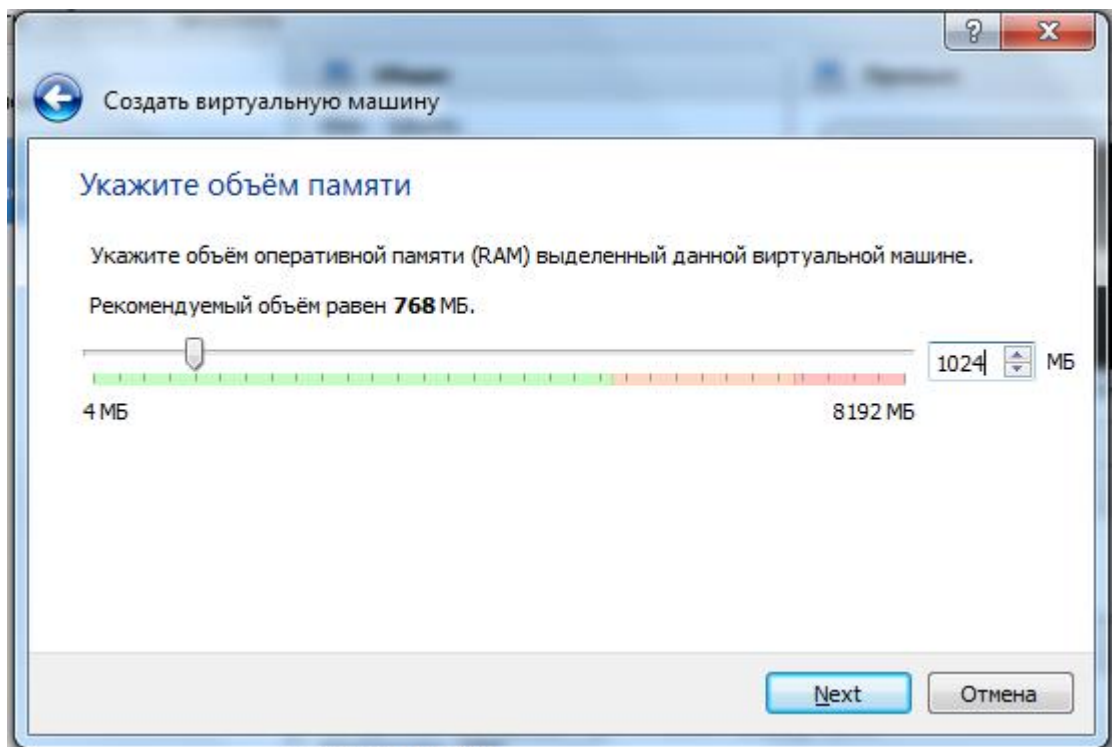 Создать виртуальную машину
Укажите объём памяти
Укажите объём оперативной памяти (RAM) выделенный данной виртуальной машине.
Рекомендуемый объём равен 768 МБ.
1024 МБ
4 МБ 8192 МБ
Next Отмена